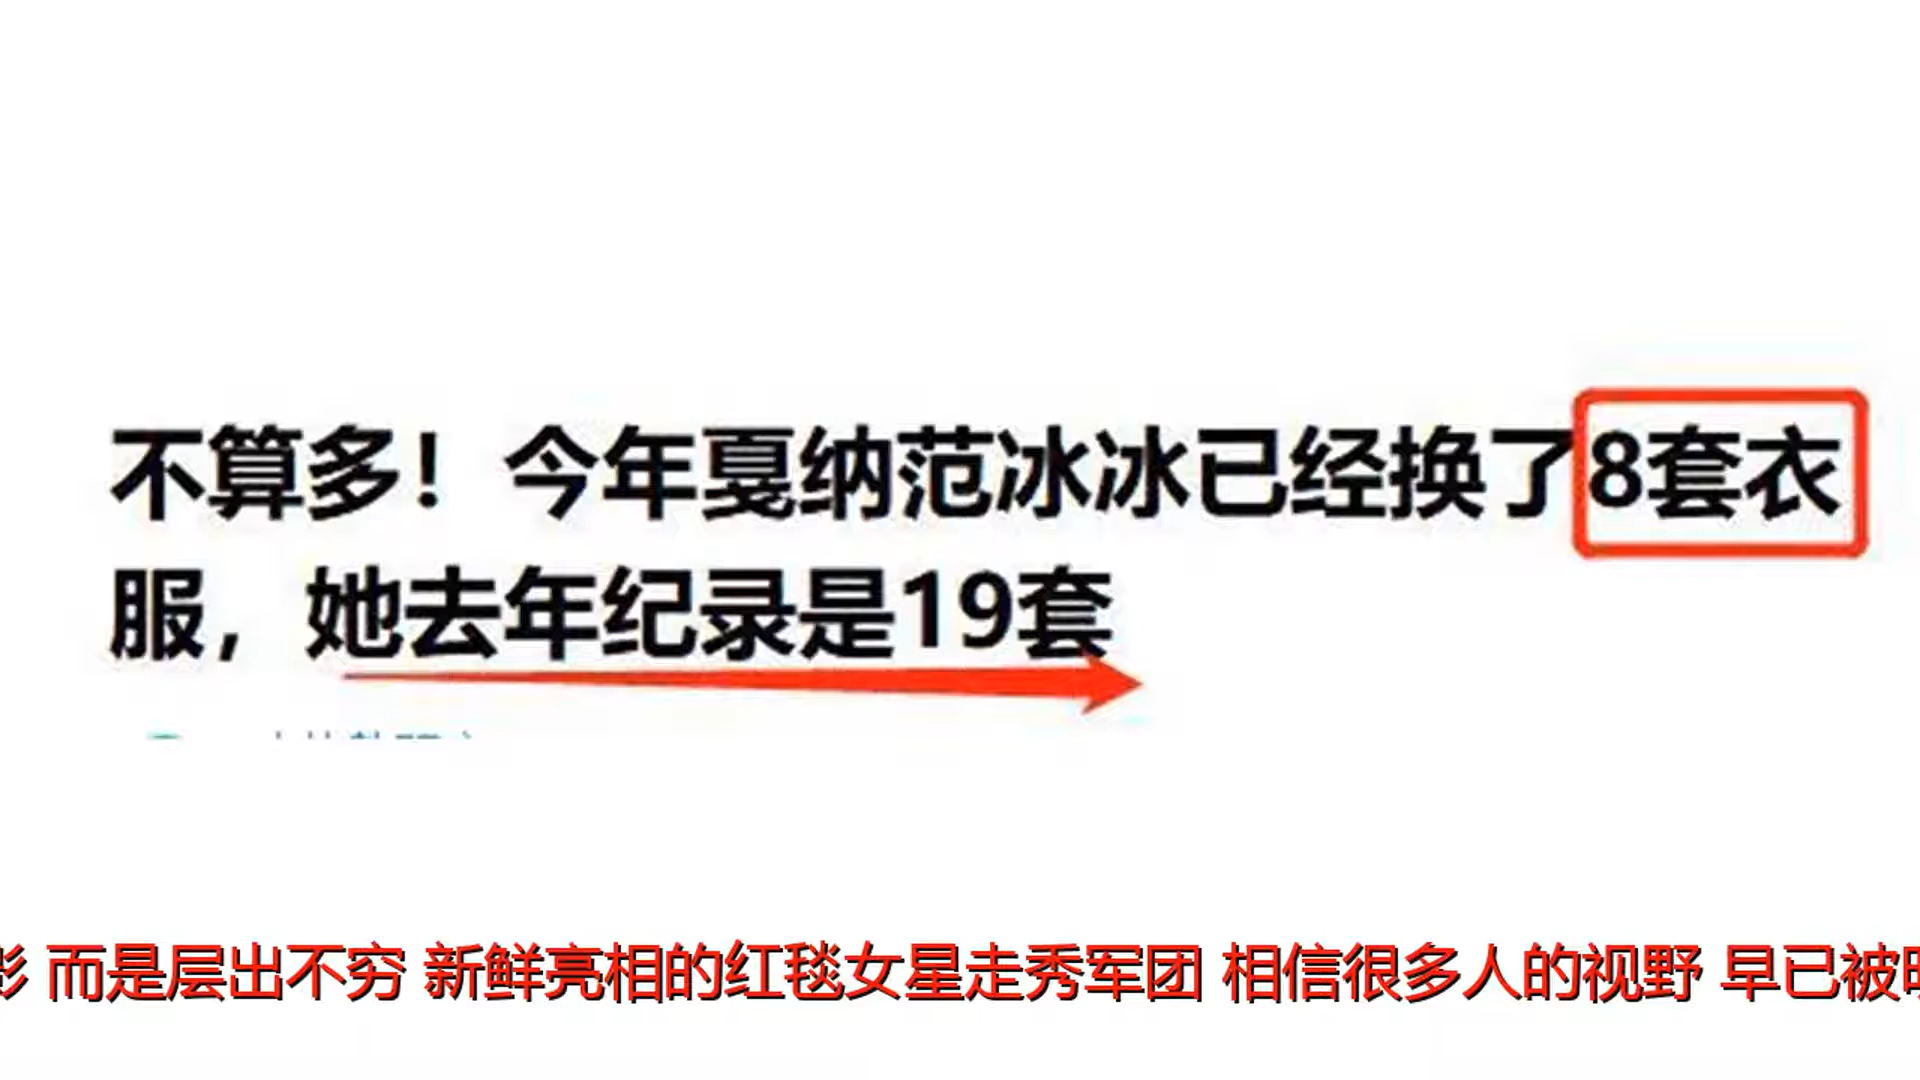 不算多！今年戛纳范冰冰已经换了8套衣
服，她去年纪录是19套
而是层出不穷 新鲜亮相的红毯女星走秀军团 相信很多人的视野 早已被